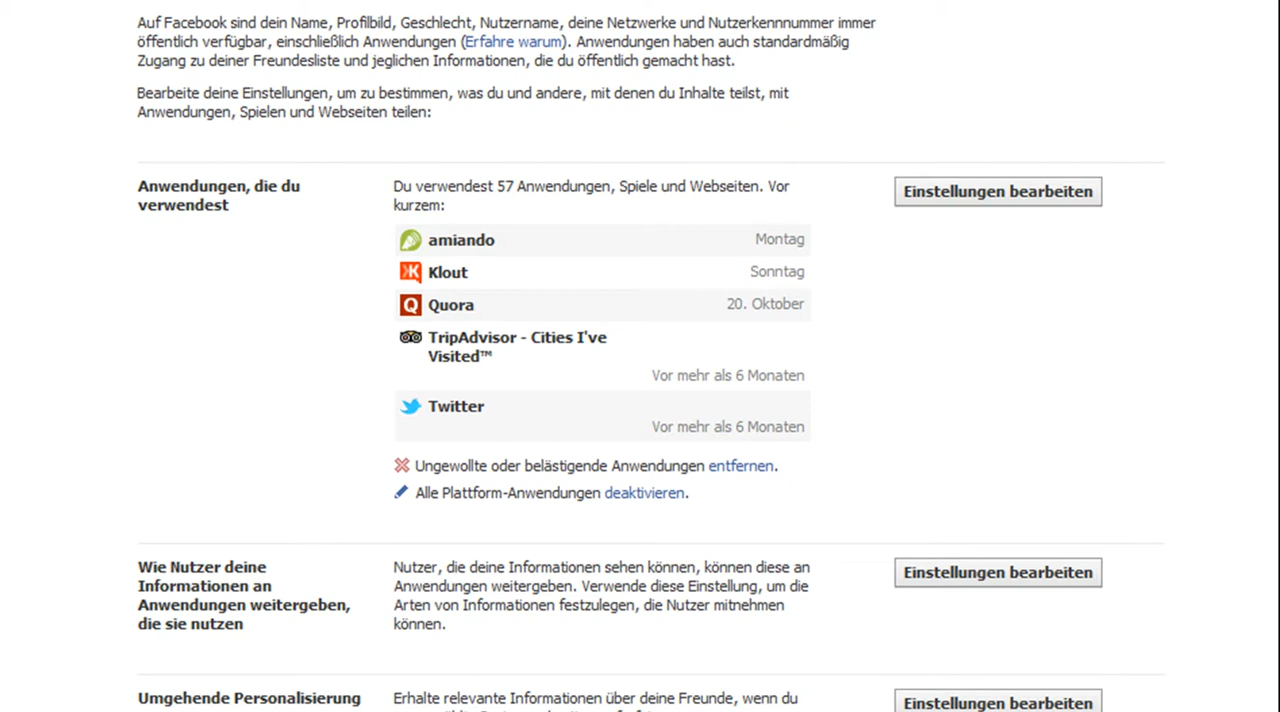 Auf Facebook sind dein Name, Profilbild, Geschlecht, Nutzername, deine Netzwerke und Nutzerkennnummer immer
öffentlich verfügbar, einschließlich Anwendungen (Erfahre warum). Anwendungen haben auch standardmäßig
Zugang zu deiner Freundesliste und jeglichen Informationen, die du öffentlich gemacht hast.
Bearbeite deine Einstellungen, um zu bestimmen, was du und andere, mit denen du Inhalte teilst, mit
Anwendungen, Spielen und Webseiten teilen:
Anwendungen, die du
verwendest
Du verwendest 57 Anwendungen, Spiele und Webseiten. Vor
kurzem:
Einstellungen bearbeiten
amiando Montag
Klout Sonntag
Quora 20. Oktober
TripAdvisor - Cities I've
Visited™
Vor mehr als 6 Monaten
Twitter
Vor mehr als 6 Monaten
Ungewollte oder belästigende Anwendungen entfernen.
Alle Plattform-Anwendungen deaktivieren.
Wie Nutzer deine
Informationen an
Anwendungen weitergeben,
die sie nutzen
Nutzer, die deine Informationen sehen können, können diese an
Anwendungen weitergeben. Verwende diese Einstellung, um die
Arten von Informationen festzulegen, die Nutzer mitnehmen
können.
Einstellungen bearbeiten
Umgehende Personalisierung
Erhalte relevante Informationen über deine Freunde, wenn du
Einstellungen bearbeiten